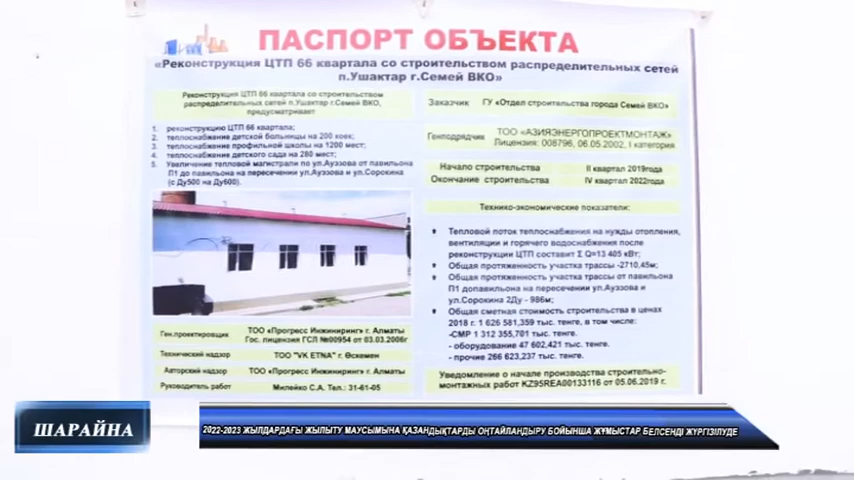 ПАСПОРТ ОБЪЕКТА
«Реконструкция ЦТП 66 квартала со строительством распределительных сетей
п.Ушактар г.Семей ВКО»
Реконструкция ЦТП 66 квартала со строительством
распределительных сетей п.Ушактар г.Семей ВКО,
предусматривает
1. реконструкцию ЦТП 66 квартала;
2. теплоснабжение детской больницы на 200 коек;
3. теплоснабжение профильной школы на 1200 мест;
4. теплоснабжение детского сада на 280 мест;
5. Увеличение тепловой магистрали по ул.Ауэзова от павильона
П1 до павильона на пересечении ул.Ауэзова и ул.Сорокина
(с Ду500 на Ду600).
Ген.проектировщик ТОО «Прогресс Инжиниринг» г. Алматы
Гос. лицензия ГСЛ №00954 от 03.03.2006г
Технический надзор ТОО "VK ETNA" г. Өскемен
Авторский надзор ТОО «Прогресс Инжиниринг» г. Алматы
Руководитель работ Милейко С.А. Тел.: 31-61-05
Заказчик ГУ «Отдел строительства города Семей ВКО»
Генподрядчик ТОО «АЗИЯЭНЕРГОПРОЕКТМОНТАЖ»
Лицензия: 008796, 06.05.2002, I категория
Начало строительства II квартал 2019года
Окончание строительства IV квартал 2022года
Технико-экономические показатели:
Тепловой поток теплоснабжения на нужды отопления,
вентиляции и горячего водоснабжения после
реконструкции ЦТП составит Σ Q=13 405 кВт;
Общая протяженность участка трассы -2710,45м;
Общая протяженность участка трассы от павильона
П1 допавильона на пересечении ул.Ауэзова и
ул.Сорокина 2Ду - 986м;
Общая сметная стоимость строительства в ценах
2018 г. 1 626 581,359 тыс. тенге, в том числе:
-СМР 1 312 355,701 тыс. тенге.
- оборудование 47 602,421 тыс. тенге.
- прочие 266 623,237 тыс. тенге.
Уведомление о начале производства строительно-
монтажных работ KZ95REA00133116 от 05.06.2019 г.
ШАРАЙНА
2022-2023 ЖЫЛДАРДАҒЫ ЖЫЛЫТУ МАУСЫМЫНА ҚАЗАНДЫҚТАРДЫ ОҢТАЙЛАНДЫРУ БОЙЫНША ЖҰМЫСТАР БЕЛСЕНДІ ЖҮРГІЗІЛУДЕ